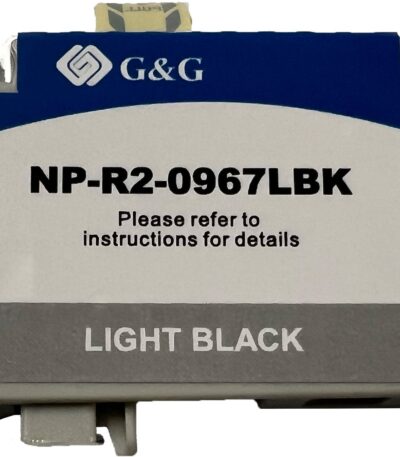 G&G
NP-R2-0967LBK
Please refer to
instructions for details
LIGHT BLACK